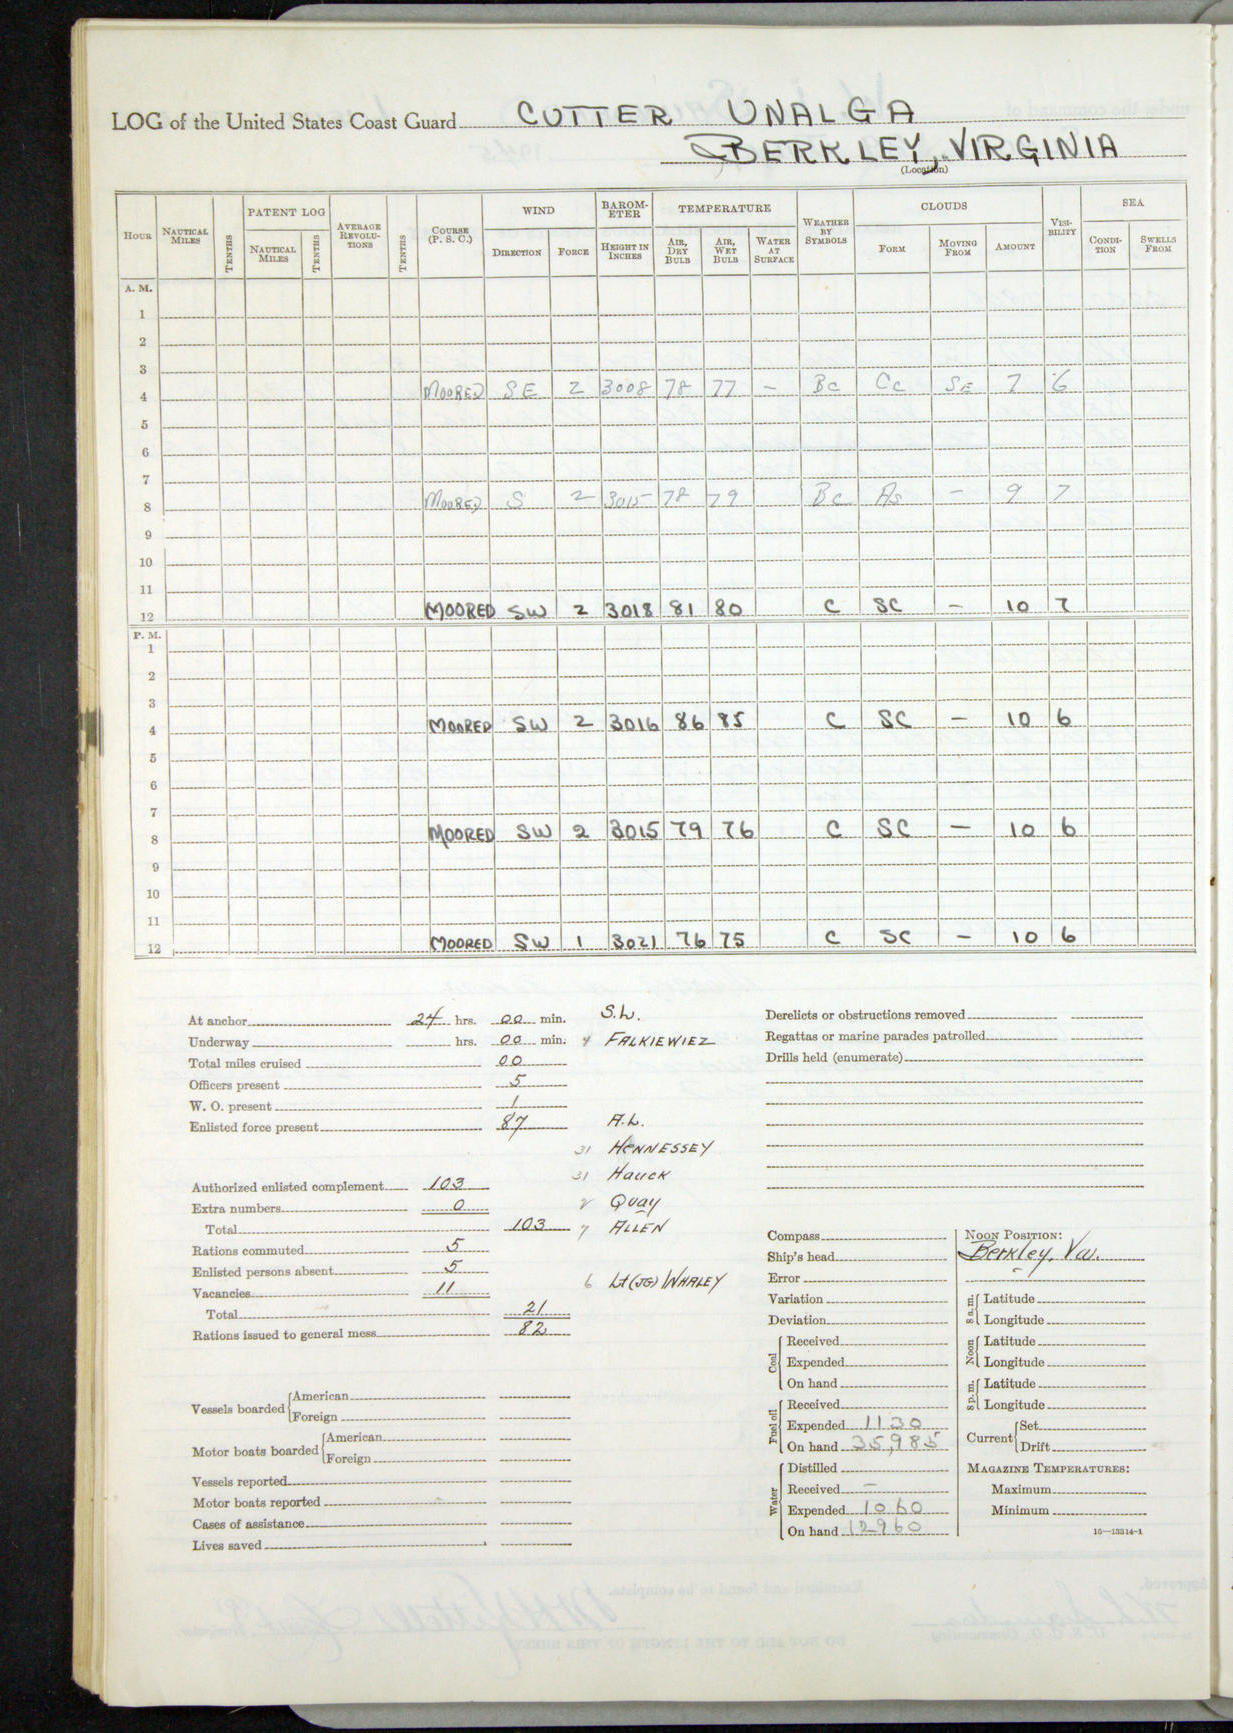 LOG of the United States Coast Guard CUTTER UNALGA
BERKLEY, VIRGINIA
(Location)
HOUR NAUTICAL MILES TENTHS PATENT LOG NAUTICAL MILES TENTHS AVERAGE REVOLU-TIONS TENTHS COURSE (P. S. C.) WIND DIRECTION FORCE BAROM-ETER HEIGHT IN INCHES TEMPERATURE AIR, DRY BULB AIR, WET BULB WATER AT SURFACE WEATHER BY SYMBOLS CLOUDS FORM MOVING FROM AMOUNT VISI-BILITY SEA CONDI-TION SWELLS FROM
A. M.
1
2
3
4 MOORED SE 2 3008 78 77 – Bc Cc SE 7 6
5
6
7
8 MOORED S 2 3015 78 79 Bc As – 9 7
9
10
11
12 MOORED SW 2 3018 81 80 C SC – 10 7
P. M.
1
2
3
4 MOORED SW 2 3016 86 85 C SC – 10 6
5
6
7
8 MOORED SW 2 3015 79 76 C SC – 10 6
9
10
11
12 MOORED SW 1 3021 76 75 C SC – 10 6
At anchor 24 hrs. 00 min.
Underway hrs. 00 min.
Total miles cruised 00
Officers present 5
W. O. present 1
Enlisted force present 87
Authorized enlisted complement 103
Extra numbers 0
Total 103
Rations commuted 5
Enlisted persons absent 5
Vacancies 11
Total 21
Rations issued to general mess 82
Vessels boarded American
Foreign
Motor boats boarded American
Foreign
Vessels reported
Motor boats reported
Cases of assistance
Lives saved
S.L.
4 FALKIEWIEZ
A.L.
31 HENNESSEY
31 Hauck
Quay
7 ALLEN
6 Lt (JG) WHALEY
Derelicts or obstructions removed
Regattas or marine parades patrolled
Drills held (enumerate)
Compass
Ship's head
Error
Variation
Deviation
Coal Received
Expended
On hand
Fuel oil Received
Expended 1130
On hand 35,985
Water Distilled
Received –
Expended 1060
On hand 12960
NOON POSITION:
Berkley, Va.
8 a. m. Latitude
Longitude
Noon Latitude
Longitude
8 p. m. Latitude
Longitude
Current Set
Drift
MAGAZINE TEMPERATURES:
Maximum
Minimum
16—13314-1